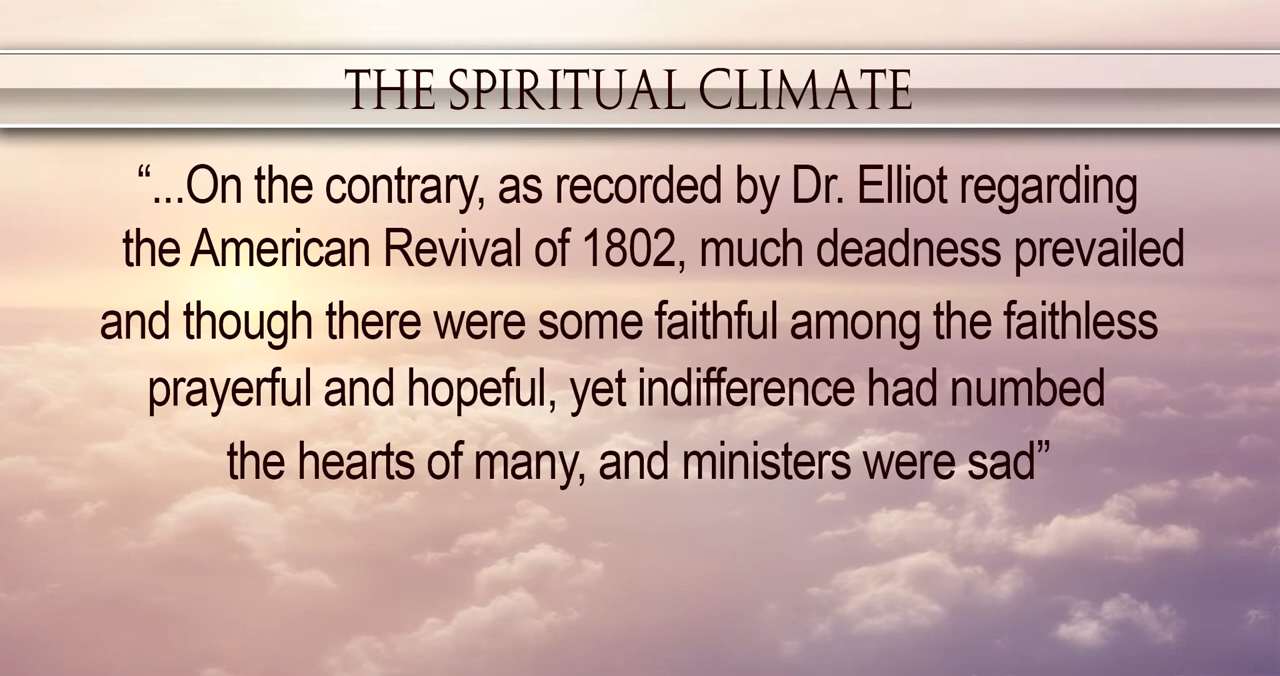 THE SPIRITUAL CLIMATE
“...On the contrary, as recorded by Dr. Elliot regarding
the American Revival of 1802, much deadness prevailed
and though there were some faithful among the faithless
prayerful and hopeful, yet indifference had numbed
the hearts of many, and ministers were sad”